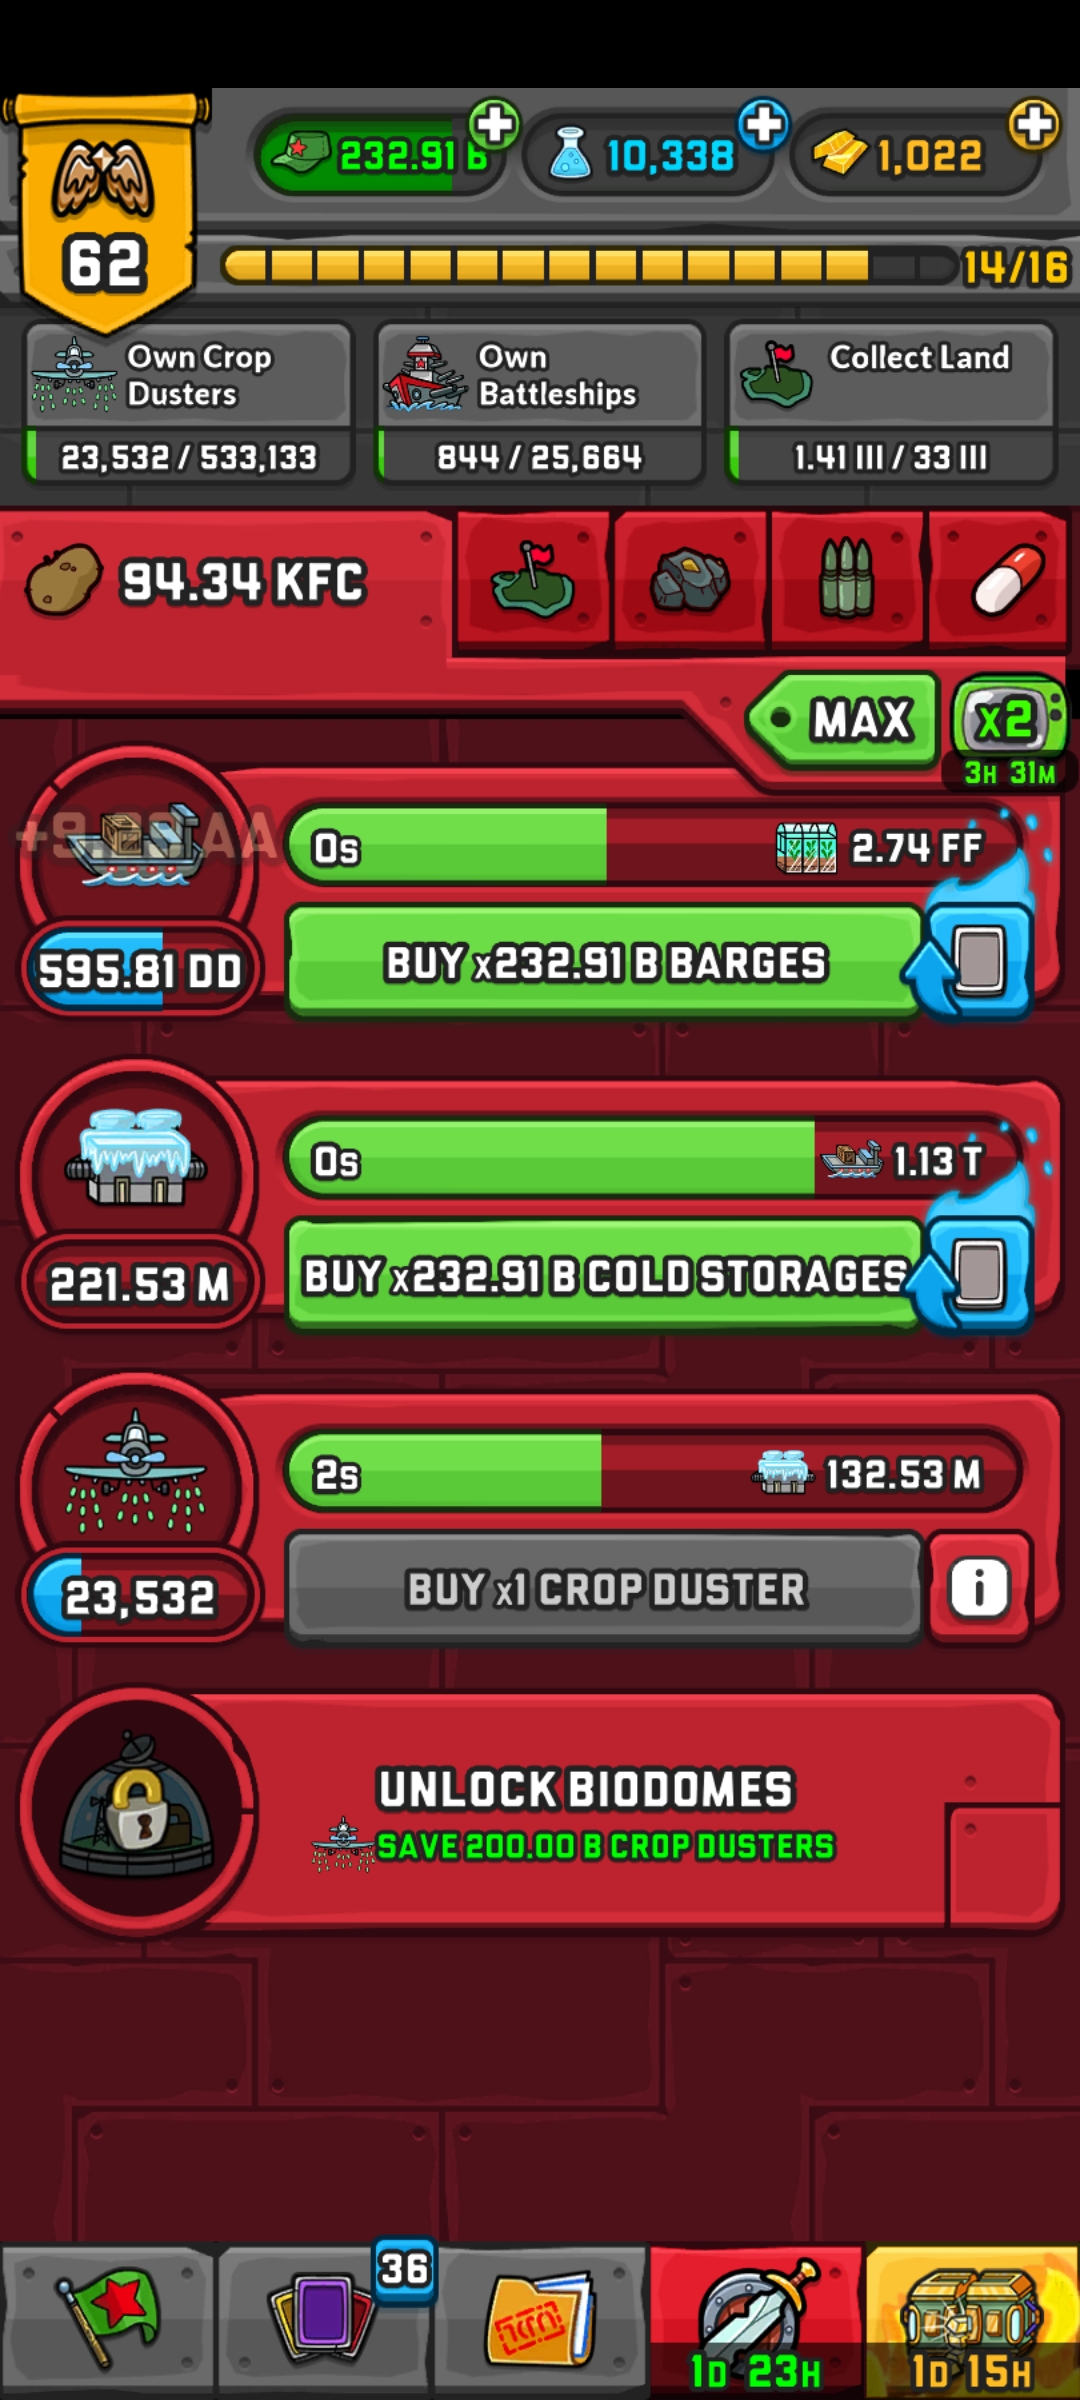 232.91 B
10,338
1,022
62
14/16
Own Crop
Dusters
23,532 / 533,133
Own
Battleships
844 / 25,664
Collect Land
1.41 III / 33 III
94.34 KFC
MAX
x2
3H 31M
0s
2.74 FF
595.81 DD
BUY x232.91 B BARGES
0s
1.13 T
221.53 M
BUY x232.91 B COLD STORAGES
2s
132.53 M
23,532
BUY x1 CROP DUSTER
i
UNLOCK BIODOMES
SAVE 200.00 B CROP DUSTERS
36
1D 23H
1D 15H